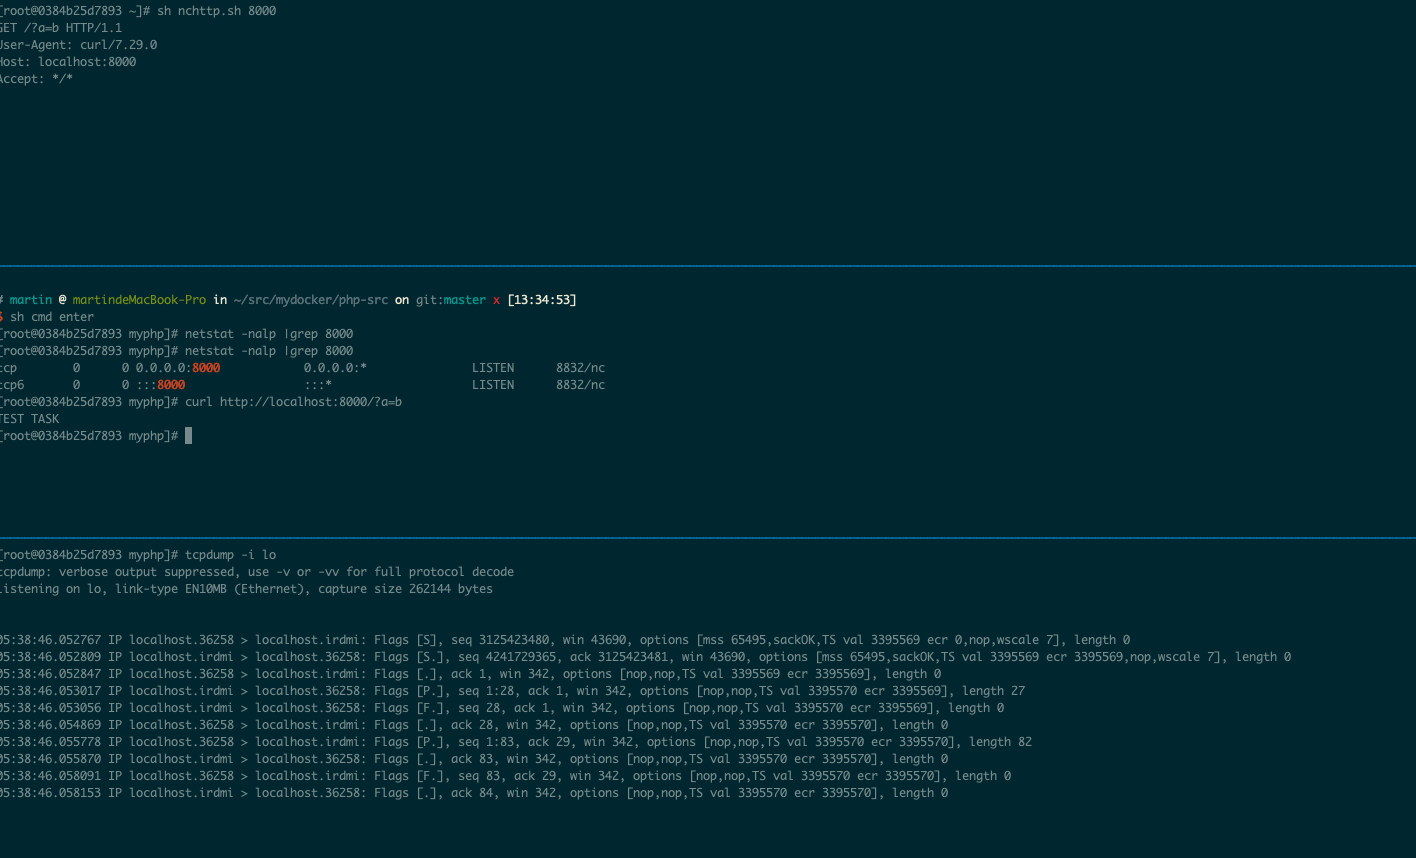 [root@0384b25d7893 ~]# sh nchttp.sh 8000
GET /?a=b HTTP/1.1
User-Agent: curl/7.29.0
Host: localhost:8000
Accept: */*
# martin @ martindeMacBook-Pro in ~/src/mydocker/php-src on git:master x [13:34:53]
$ sh cmd enter
[root@0384b25d7893 myphp]# netstat -nalp |grep 8000
[root@0384b25d7893 myphp]# netstat -nalp |grep 8000
tcp        0      0 0.0.0.0:8000            0.0.0.0:*               LISTEN      8832/nc
tcp6       0      0 :::8000                 :::*                    LISTEN      8832/nc
[root@0384b25d7893 myphp]# curl http://localhost:8000/?a=b
TEST TASK
[root@0384b25d7893 myphp]#
[root@0384b25d7893 myphp]# tcpdump -i lo
tcpdump: verbose output suppressed, use -v or -vv for full protocol decode
listening on lo, link-type EN10MB (Ethernet), capture size 262144 bytes
05:38:46.052767 IP localhost.36258 > localhost.irdmi: Flags [S], seq 3125423480, win 43690, options [mss 65495,sackOK,TS val 3395569 ecr 0,nop,wscale 7], length 0
05:38:46.052809 IP localhost.irdmi > localhost.36258: Flags [S.], seq 4241729365, ack 3125423481, win 43690, options [mss 65495,sackOK,TS val 3395569 ecr 3395569,nop,wscale 7], length 0
05:38:46.052847 IP localhost.36258 > localhost.irdmi: Flags [.], ack 1, win 342, options [nop,nop,TS val 3395569 ecr 3395569], length 0
05:38:46.053017 IP localhost.irdmi > localhost.36258: Flags [P.], seq 1:28, ack 1, win 342, options [nop,nop,TS val 3395570 ecr 3395569], length 27
05:38:46.053056 IP localhost.irdmi > localhost.36258: Flags [F.], seq 28, ack 1, win 342, options [nop,nop,TS val 3395570 ecr 3395569], length 0
05:38:46.054869 IP localhost.36258 > localhost.irdmi: Flags [.], ack 28, win 342, options [nop,nop,TS val 3395570 ecr 3395570], length 0
05:38:46.055778 IP localhost.36258 > localhost.irdmi: Flags [P.], seq 1:83, ack 29, win 342, options [nop,nop,TS val 3395570 ecr 3395570], length 82
05:38:46.055870 IP localhost.irdmi > localhost.36258: Flags [.], ack 83, win 342, options [nop,nop,TS val 3395570 ecr 3395570], length 0
05:38:46.058091 IP localhost.36258 > localhost.irdmi: Flags [F.], seq 83, ack 29, win 342, options [nop,nop,TS val 3395570 ecr 3395570], length 0
05:38:46.058153 IP localhost.irdmi > localhost.36258: Flags [.], ack 84, win 342, options [nop,nop,TS val 3395570 ecr 3395570], length 0